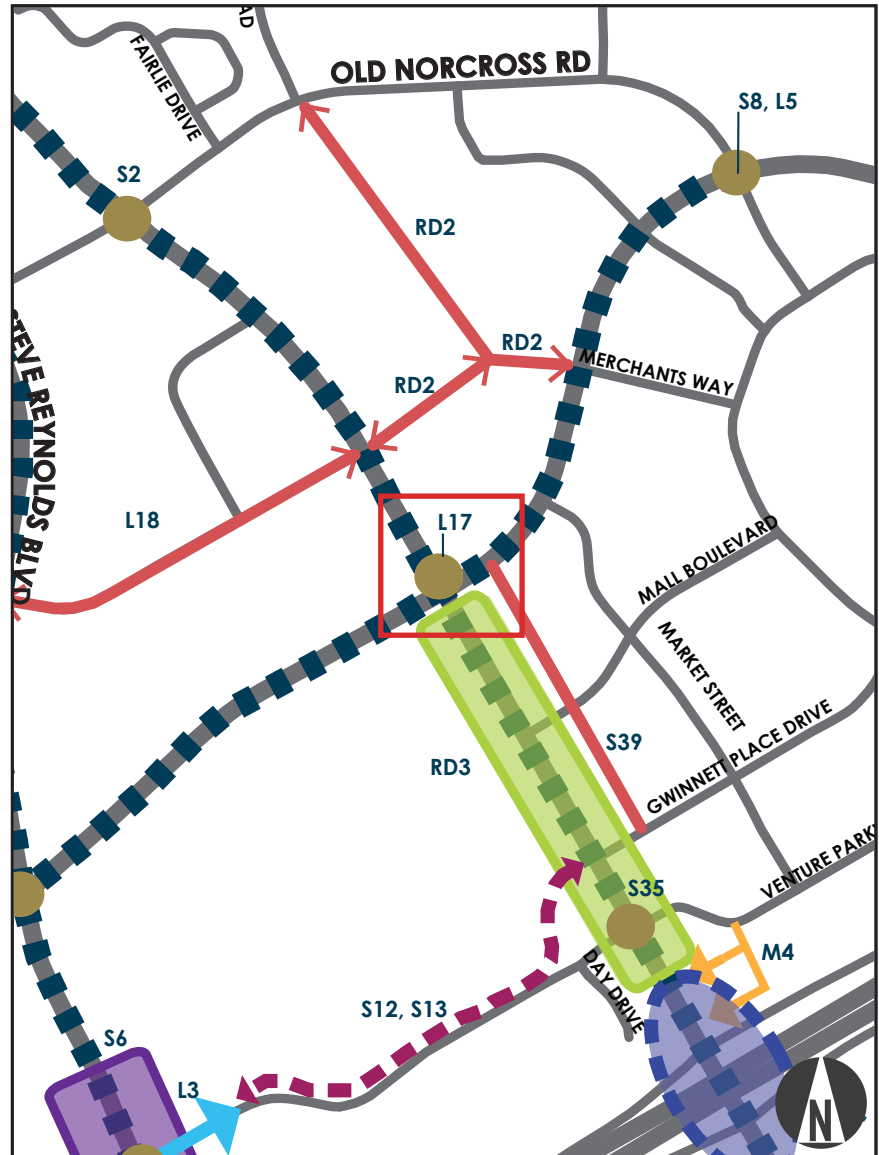 AD
FAIRLIE DRIVE
OLD NORCROSS RD
S8, L5
S2
RD2
RD2
RD2
MERCHANTS WAY
STEVE REYNOLDS BLVD
L18
L17
MALL BOULEVARD
MARKET STREET
S39
RD3
GWINNETT PLACE DRIVE
S35
VENTURE PARK
M4
DAY DRIVE
S12, S13
S6
L3
N